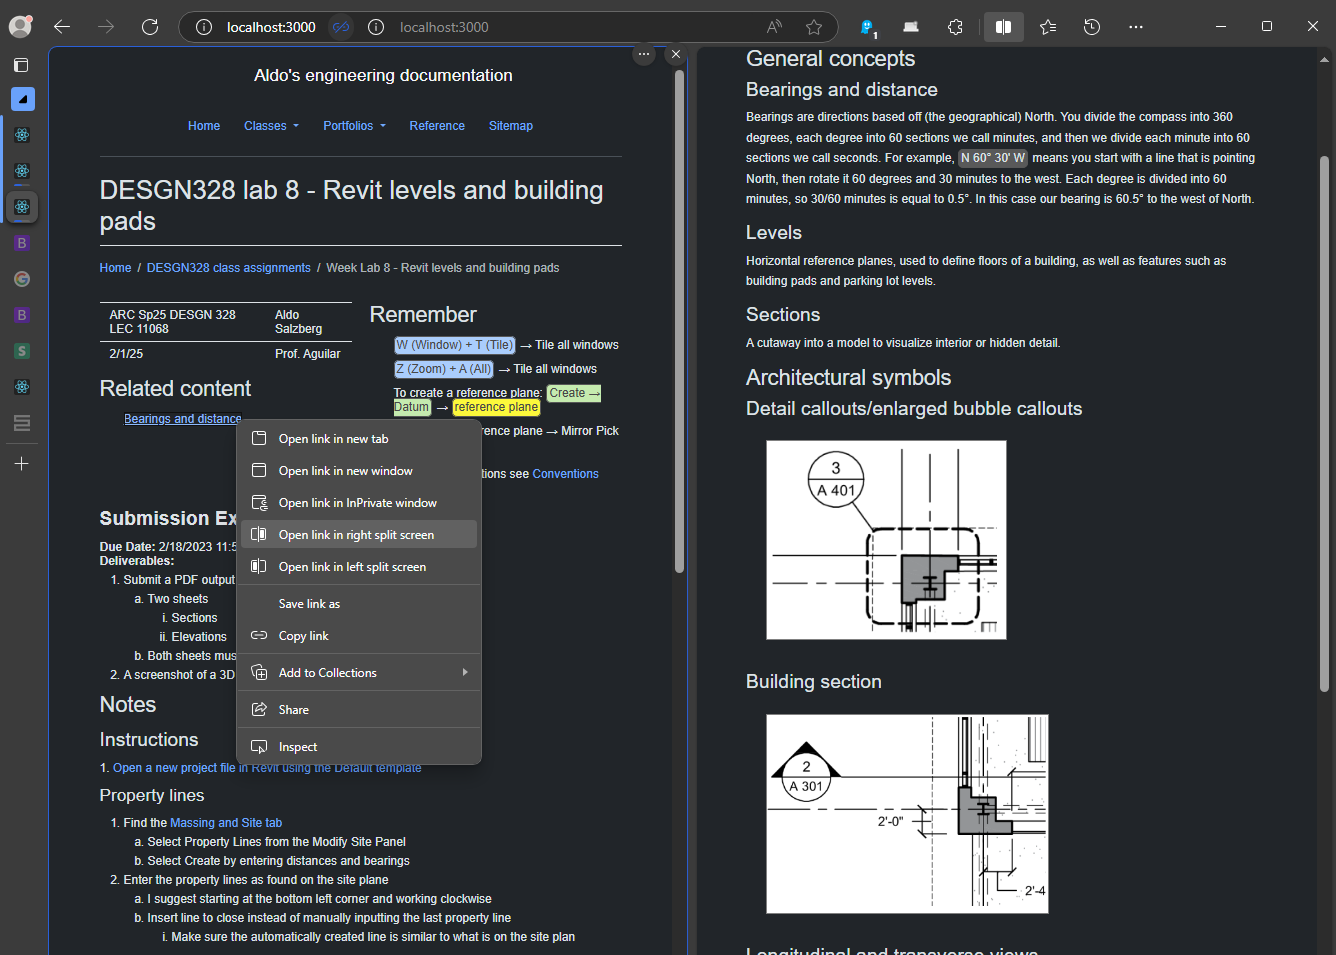 localhost:3000
localhost:3000
1
Aldo's engineering documentation
Home
Classes
Portfolios
Reference
Sitemap
DESGN328 lab 8 - Revit levels and building
pads
Home / DESGN328 class assignments / Week Lab 8 - Revit levels and building pads
ARC Sp25 DESGN 328
LEC 11068
Aldo
Salzberg
2/1/25
Prof. Aguilar
Related content
Bearings and distance
Remember
W (Window) + T (Tile) → Tile all windows
Z (Zoom) + A (All) → Tile all windows
To create a reference plane: Create →
Datum → reference plane
rence plane → Mirror Pick
tions see Conventions
Open link in new tab
Open link in new window
Open link in InPrivate window
Open link in right split screen
Open link in left split screen
Save link as
Copy link
Add to Collections
Share
Inspect
Submission Ex
Due Date: 2/18/2023 11:5
Deliverables:
1. Submit a PDF output
a. Two sheets
i. Sections
ii. Elevations
b. Both sheets mus
2. A screenshot of a 3D
Notes
Instructions
1. Open a new project file in Revit using the Default template
Property lines
1. Find the Massing and Site tab
a. Select Property Lines from the Modify Site Panel
b. Select Create by entering distances and bearings
2. Enter the property lines as found on the site plane
a. I suggest starting at the bottom left corner and working clockwise
b. Insert line to close instead of manually inputting the last property line
i. Make sure the automatically created line is similar to what is on the site plan
General concepts
Bearings and distance
Bearings are directions based off (the geographical) North. You divide the compass into 360
degrees, each degree into 60 sections we call minutes, and then we divide each minute into 60
sections we call seconds. For example, N 60° 30' W means you start with a line that is pointing
North, then rotate it 60 degrees and 30 minutes to the west. Each degree is divided into 60
minutes, so 30/60 minutes is equal to 0.5°. In this case our bearing is 60.5° to the west of North.
Levels
Horizontal reference planes, used to define floors of a building, as well as features such as
building pads and parking lot levels.
Sections
A cutaway into a model to visualize interior or hidden detail.
Architectural symbols
Detail callouts/enlarged bubble callouts
3
A 401
Building section
2
A 301
2'-0"
2'-4
Longitudinal and transverse views
B
B
S